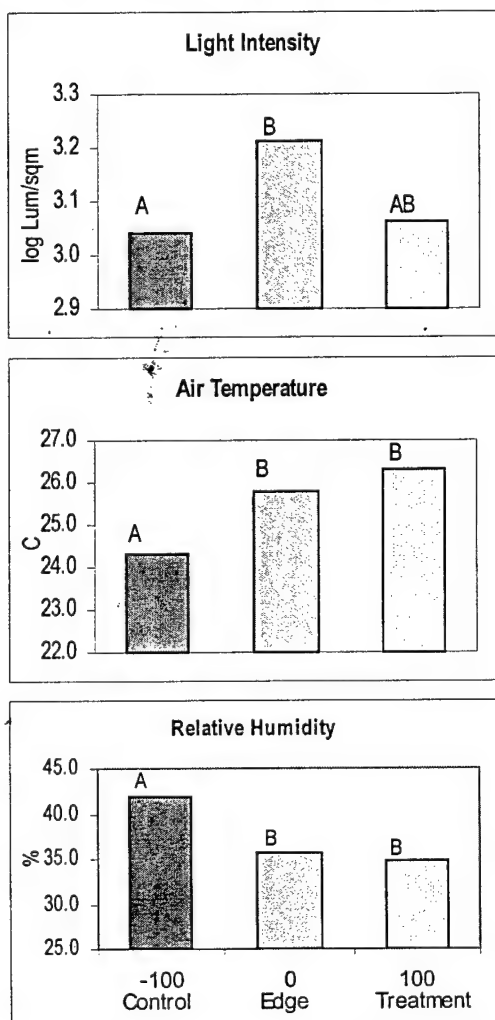 Light Intensity
3.3
3.2
3.1
3.0
2.9
log Lum/sqm
A
B
AB
Air Temperature
27.0
26.0
25.0
24.0
23.0
22.0
C
A
B
B
Relative Humidity
45.0
40.0
35.0
30.0
25.0
%
A
B
B
-100 0 100
Control Edge Treatment